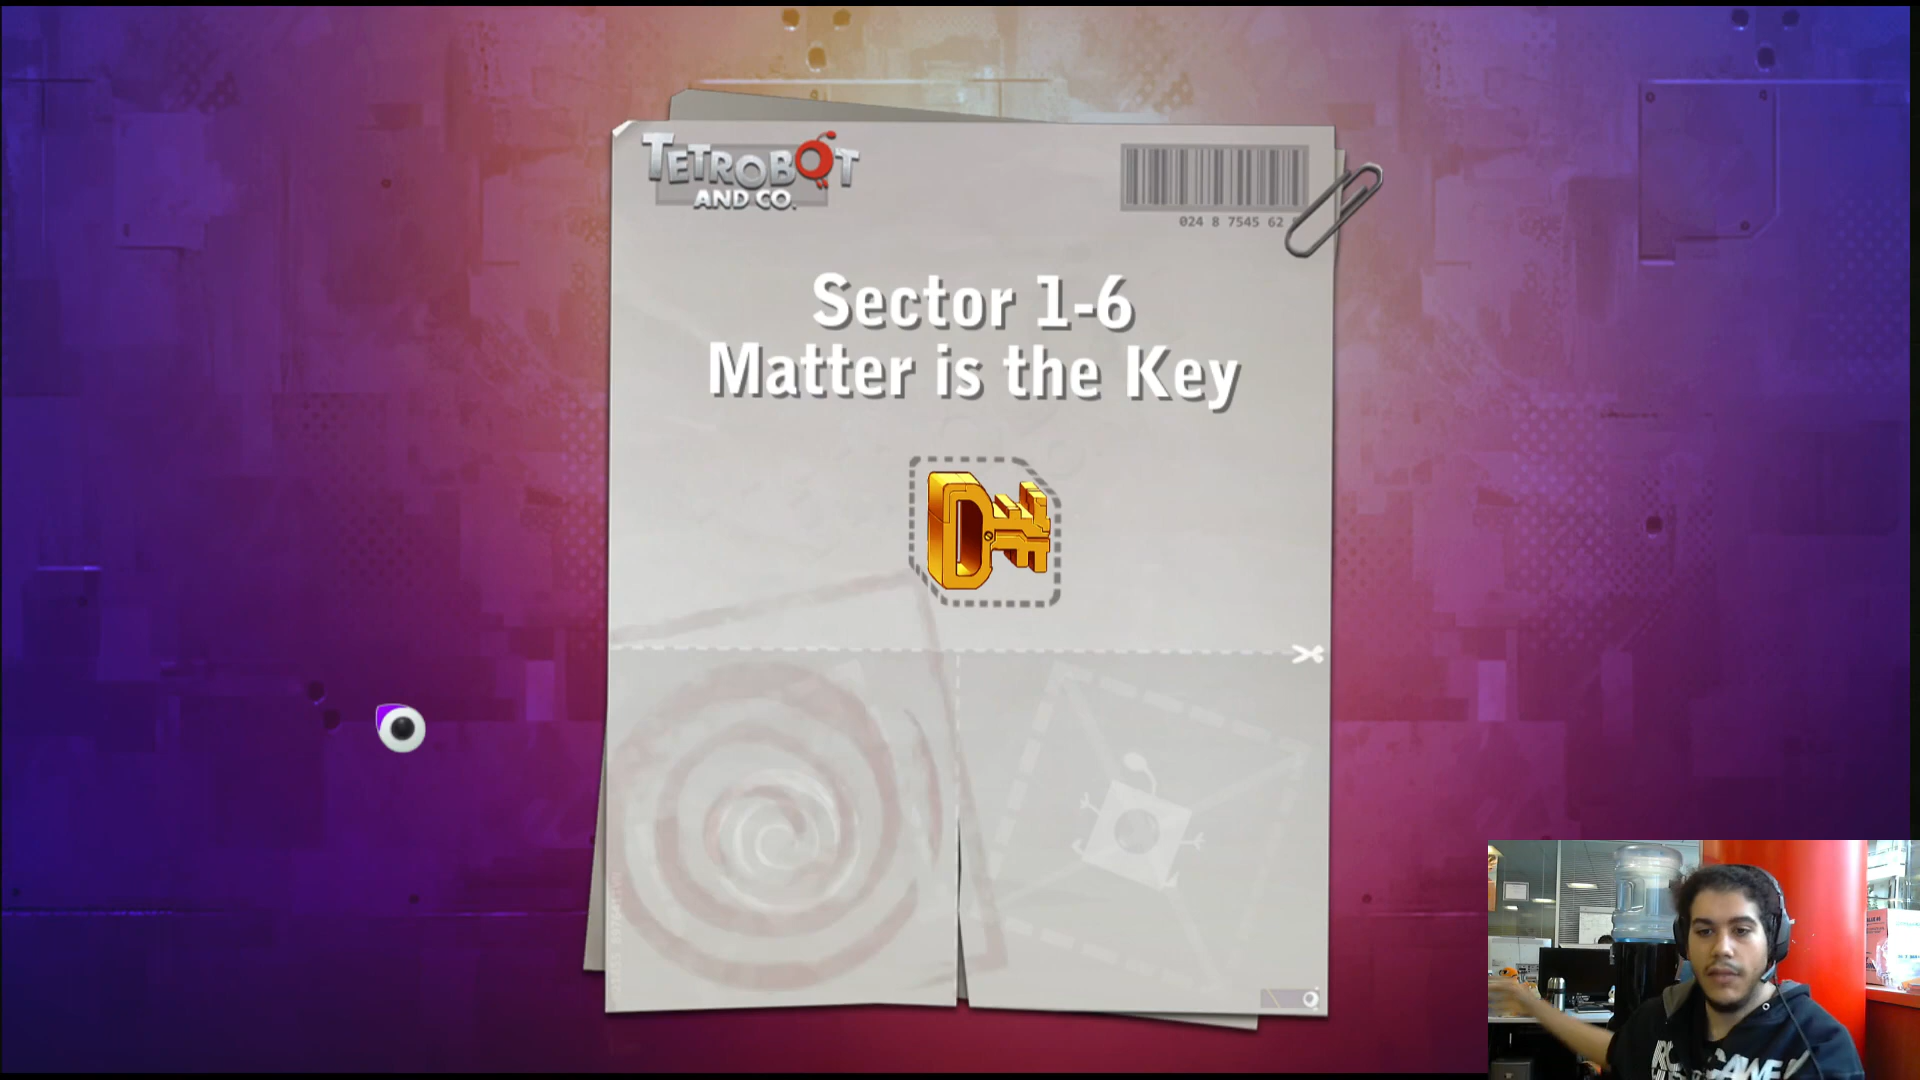 TETROBOT
AND CO.
024 8 7545 62
Sector 1-6
Matter is the Key